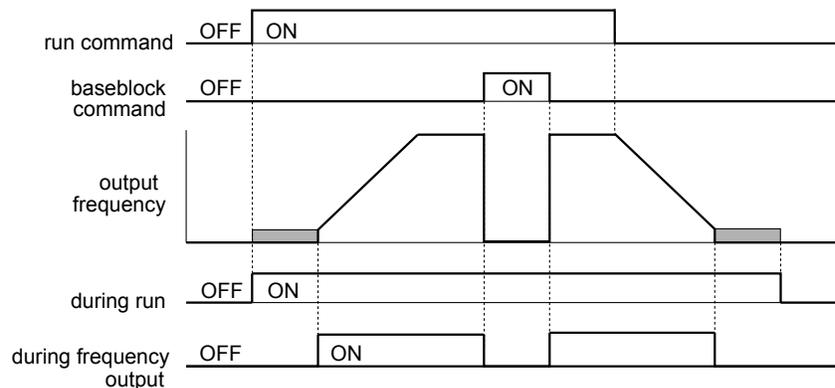 run command OFF ON
baseblock
command
OFF ON
output
frequency
during run OFF ON
during frequency
output
OFF ON